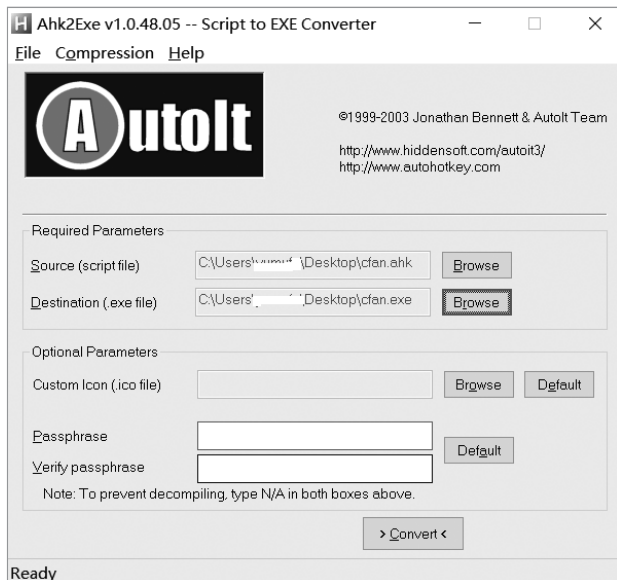 H Ahk2Exe v1.0.48.05 -- Script to EXE Converter
File Compression Help
AutoIt
©1999-2003 Jonathan Bennett & AutoIt Team
http://www.hiddensoft.com/autoit3/
http://www.autohotkey.com
Required Parameters
Source (script file) C:\Users\ \Desktop\cfan.ahk Browse
Destination (.exe file) C:\Users\ \Desktop\cfan.exe Browse
Optional Parameters
Custom Icon (.ico file) Browse Default
Passphrase
Default
Verify passphrase
Note: To prevent decompiling, type N/A in both boxes above.
> Convert <
Ready